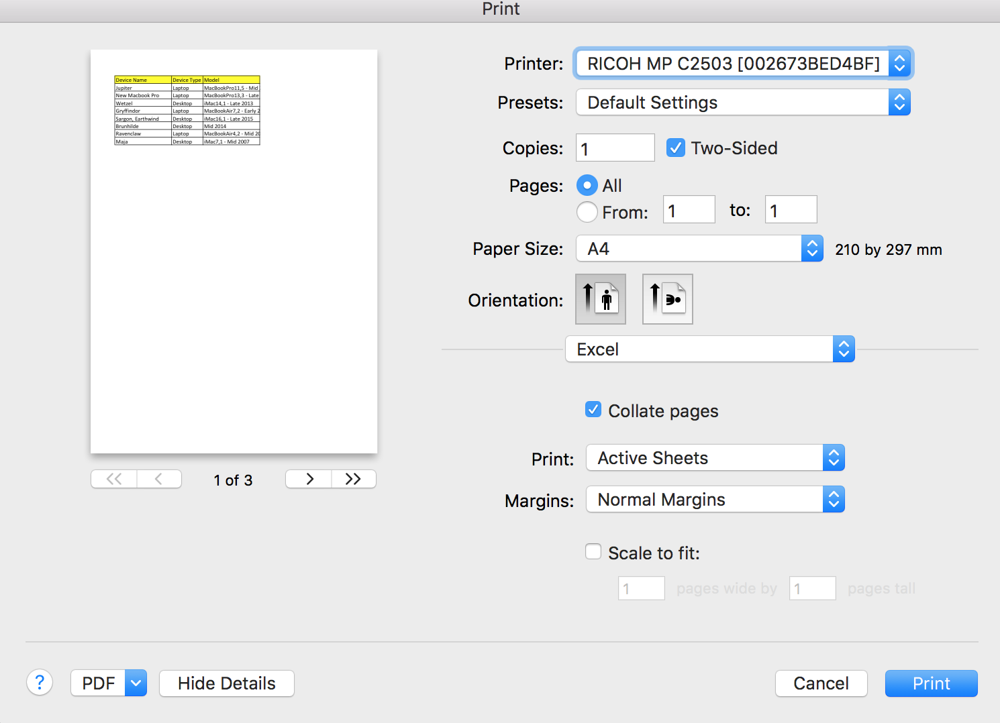 Print
Printer: RICOH MP C2503 [002673BED4BF]
Presets: Default Settings
Copies: 1 Two-Sided
Pages: All
From: 1 to: 1
Paper Size: A4 210 by 297 mm
Orientation:
Excel
Collate pages
Print: Active Sheets
Margins: Normal Margins
Scale to fit:
1 pages wide by 1 pages tall
Device Name Device Type Model
Jupiter Laptop MacBookPro11,5 - Mid
New Macbook Pro Laptop MacBookPro13,3 - Late
Wetzel Desktop iMac14,1 - Late 2013
Gryffindor Laptop MacBookAir7,2 - Early 2
Sargon, Earthwind Desktop iMac16,1 - Late 2015
Brunhilde Desktop Mid 2014
Ravenclaw Laptop MacBookAir4,2 - Mid 20
Maja Desktop iMac7,1 - Mid 2007
<< < 1 of 3 > >>
? PDF Hide Details Cancel Print